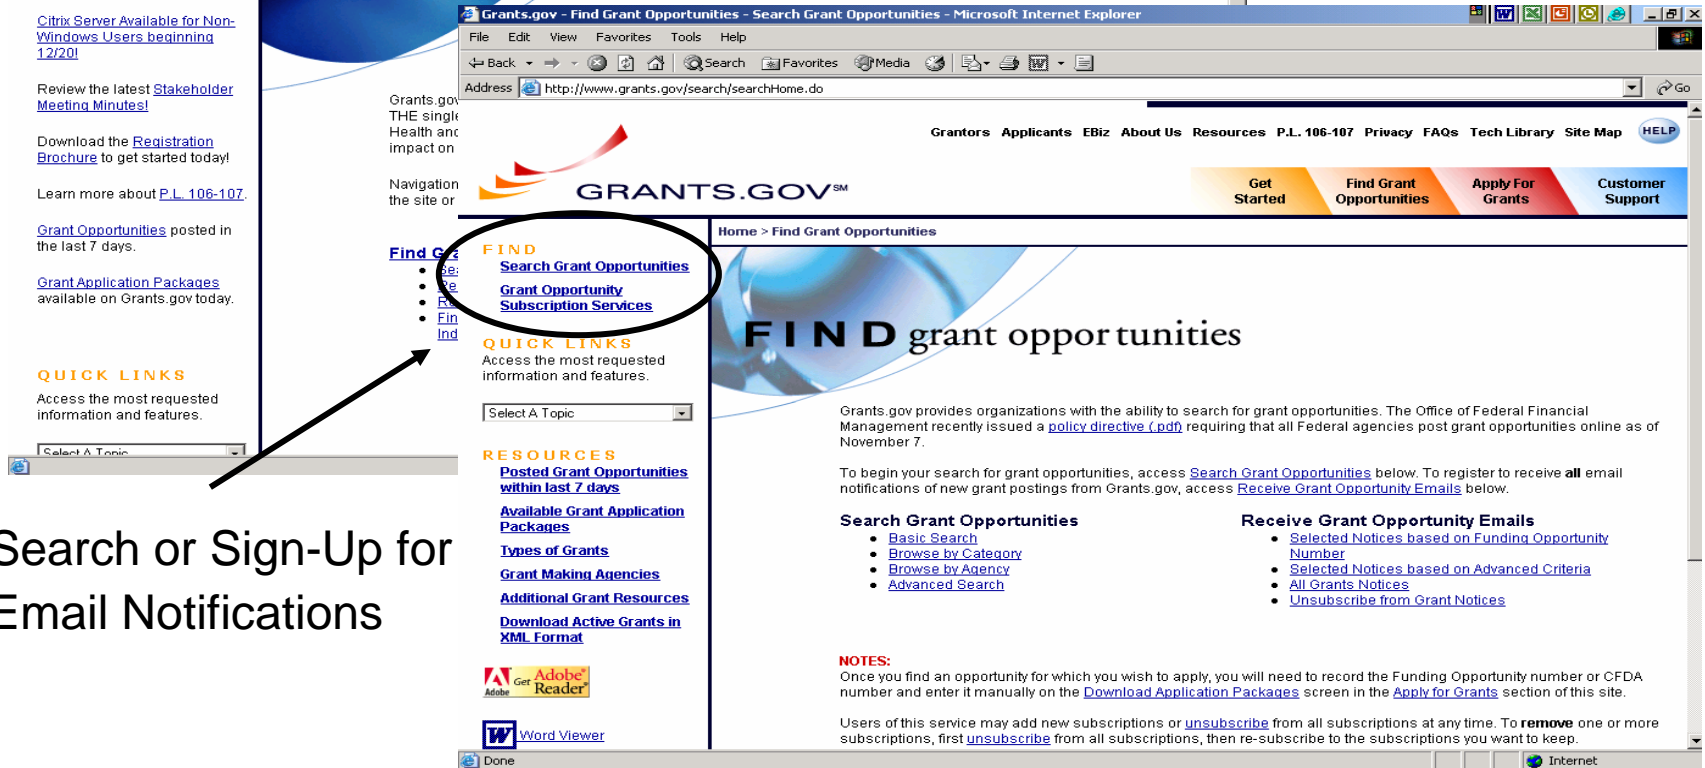 Citrix Server Available for Non-
Windows Users beginning
12/20!
Review the latest Stakeholder
Meeting Minutes!
Download the Registration
Brochure to get started today!
Learn more about P.L. 106-107.
Grant Opportunities posted in
the last 7 days.
Grant Application Packages
available on Grants.gov today.
QUICK LINKS
Access the most requested
information and features.
Select A Topic
Grants.gov
THE single
Health and
impact on
Navigation
the site or
Find
Ind
Search or Sign-Up for
Email Notifications
Grants.gov - Find Grant Opportunities - Search Grant Opportunities - Microsoft Internet Explorer
File Edit View Favorites Tools Help
Back Search Favorites Media
Address http://www.grants.gov/search/searchHome.do Go
Grantors Applicants EBiz About Us Resources P.L. 106-107 Privacy FAQs Tech Library Site Map HELP
GRANTS.GOV℠
Get Started
Find Grant Opportunities
Apply For Grants
Customer Support
Home > Find Grant Opportunities
FIND
Search Grant Opportunities
Grant Opportunity
Subscription Services
QUICK LINKS
Access the most requested
information and features.
Select A Topic
RESOURCES
Posted Grant Opportunities
within last 7 days
Available Grant Application
Packages
Types of Grants
Grant Making Agencies
Additional Grant Resources
Download Active Grants in
XML Format
Adobe Get Adobe® Reader®
Word Viewer
FIND grant opportunities
Grants.gov provides organizations with the ability to search for grant opportunities. The Office of Federal Financial
Management recently issued a policy directive (.pdf) requiring that all Federal agencies post grant opportunities online as of
November 7.
To begin your search for grant opportunities, access Search Grant Opportunities below. To register to receive all email
notifications of new grant postings from Grants.gov, access Receive Grant Opportunity Emails below.
Search Grant Opportunities
Basic Search
Browse by Category
Browse by Agency
Advanced Search
Receive Grant Opportunity Emails
Selected Notices based on Funding Opportunity
Number
Selected Notices based on Advanced Criteria
All Grants Notices
Unsubscribe from Grant Notices
NOTES:
Once you find an opportunity for which you wish to apply, you will need to record the Funding Opportunity number or CFDA
number and enter it manually on the Download Application Packages screen in the Apply for Grants section of this site.
Users of this service may add new subscriptions or unsubscribe from all subscriptions at any time. To remove one or more
subscriptions, first unsubscribe from all subscriptions, then re-subscribe to the subscriptions you want to keep.
Done Internet